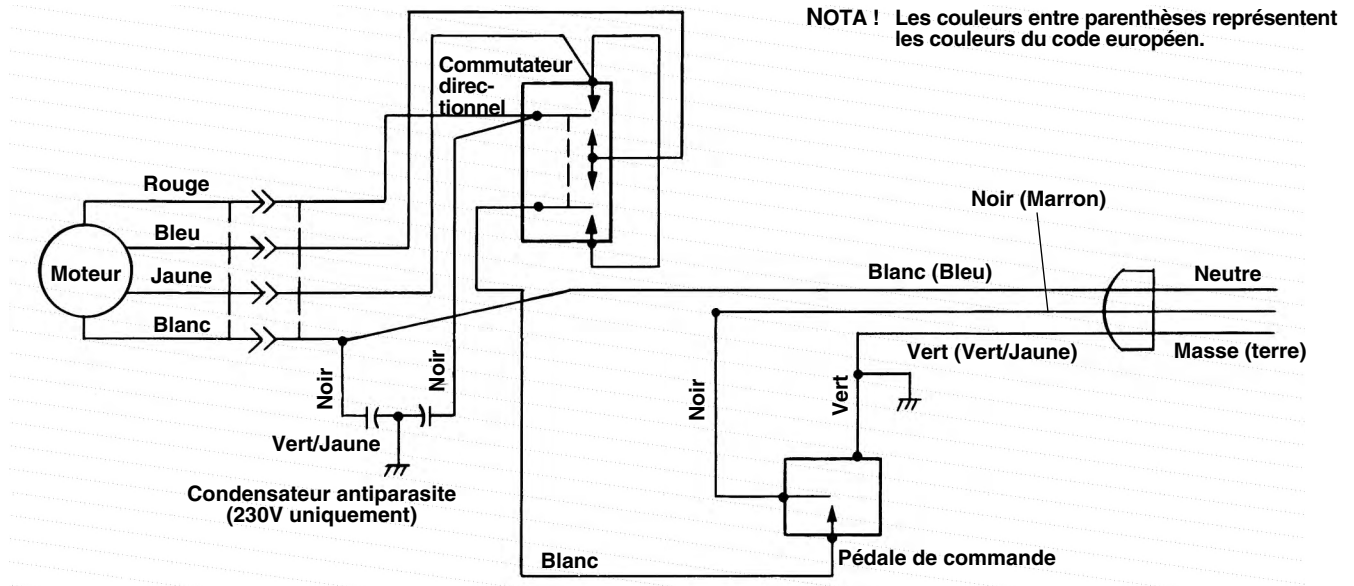 NOTA ! Les couleurs entre parenthèses représentent
les couleurs du code européen.
Commutateur
direc-
tionnel
Rouge
Bleu
Moteur
Jaune
Blanc
Noir (Marron)
Blanc (Bleu)
Neutre
Vert (Vert/Jaune)
Masse (terre)
Noir
Noir
Noir
Vert
Vert/Jaune
Condensateur antiparasite
(230V uniquement)
Pédale de commande
Blanc